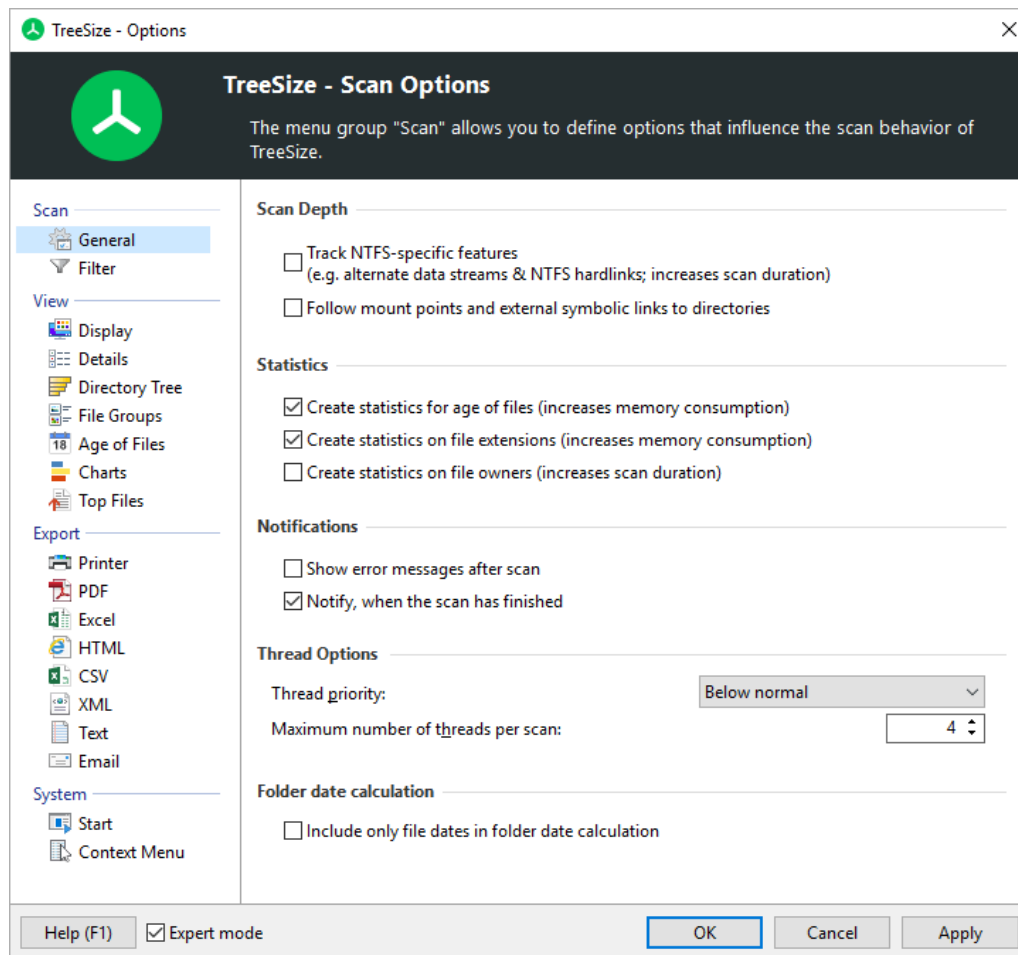 TreeSize - Options
TreeSize - Scan Options
The menu group "Scan" allows you to define options that influence the scan behavior of
TreeSize.
Scan
General
Filter
View
Display
Details
Directory Tree
File Groups
18 Age of Files
Charts
Top Files
Export
Printer
PDF
Excel
HTML
CSV
XML
Text
Email
System
Start
Context Menu
Scan Depth
Track NTFS-specific features
(e.g. alternate data streams & NTFS hardlinks; increases scan duration)
Follow mount points and external symbolic links to directories
Statistics
Create statistics for age of files (increases memory consumption)
Create statistics on file extensions (increases memory consumption)
Create statistics on file owners (increases scan duration)
Notifications
Show error messages after scan
Notify, when the scan has finished
Thread Options
Thread priority: Below normal
Maximum number of threads per scan: 4
Folder date calculation
Include only file dates in folder date calculation
Help (F1) Expert mode OK Cancel Apply